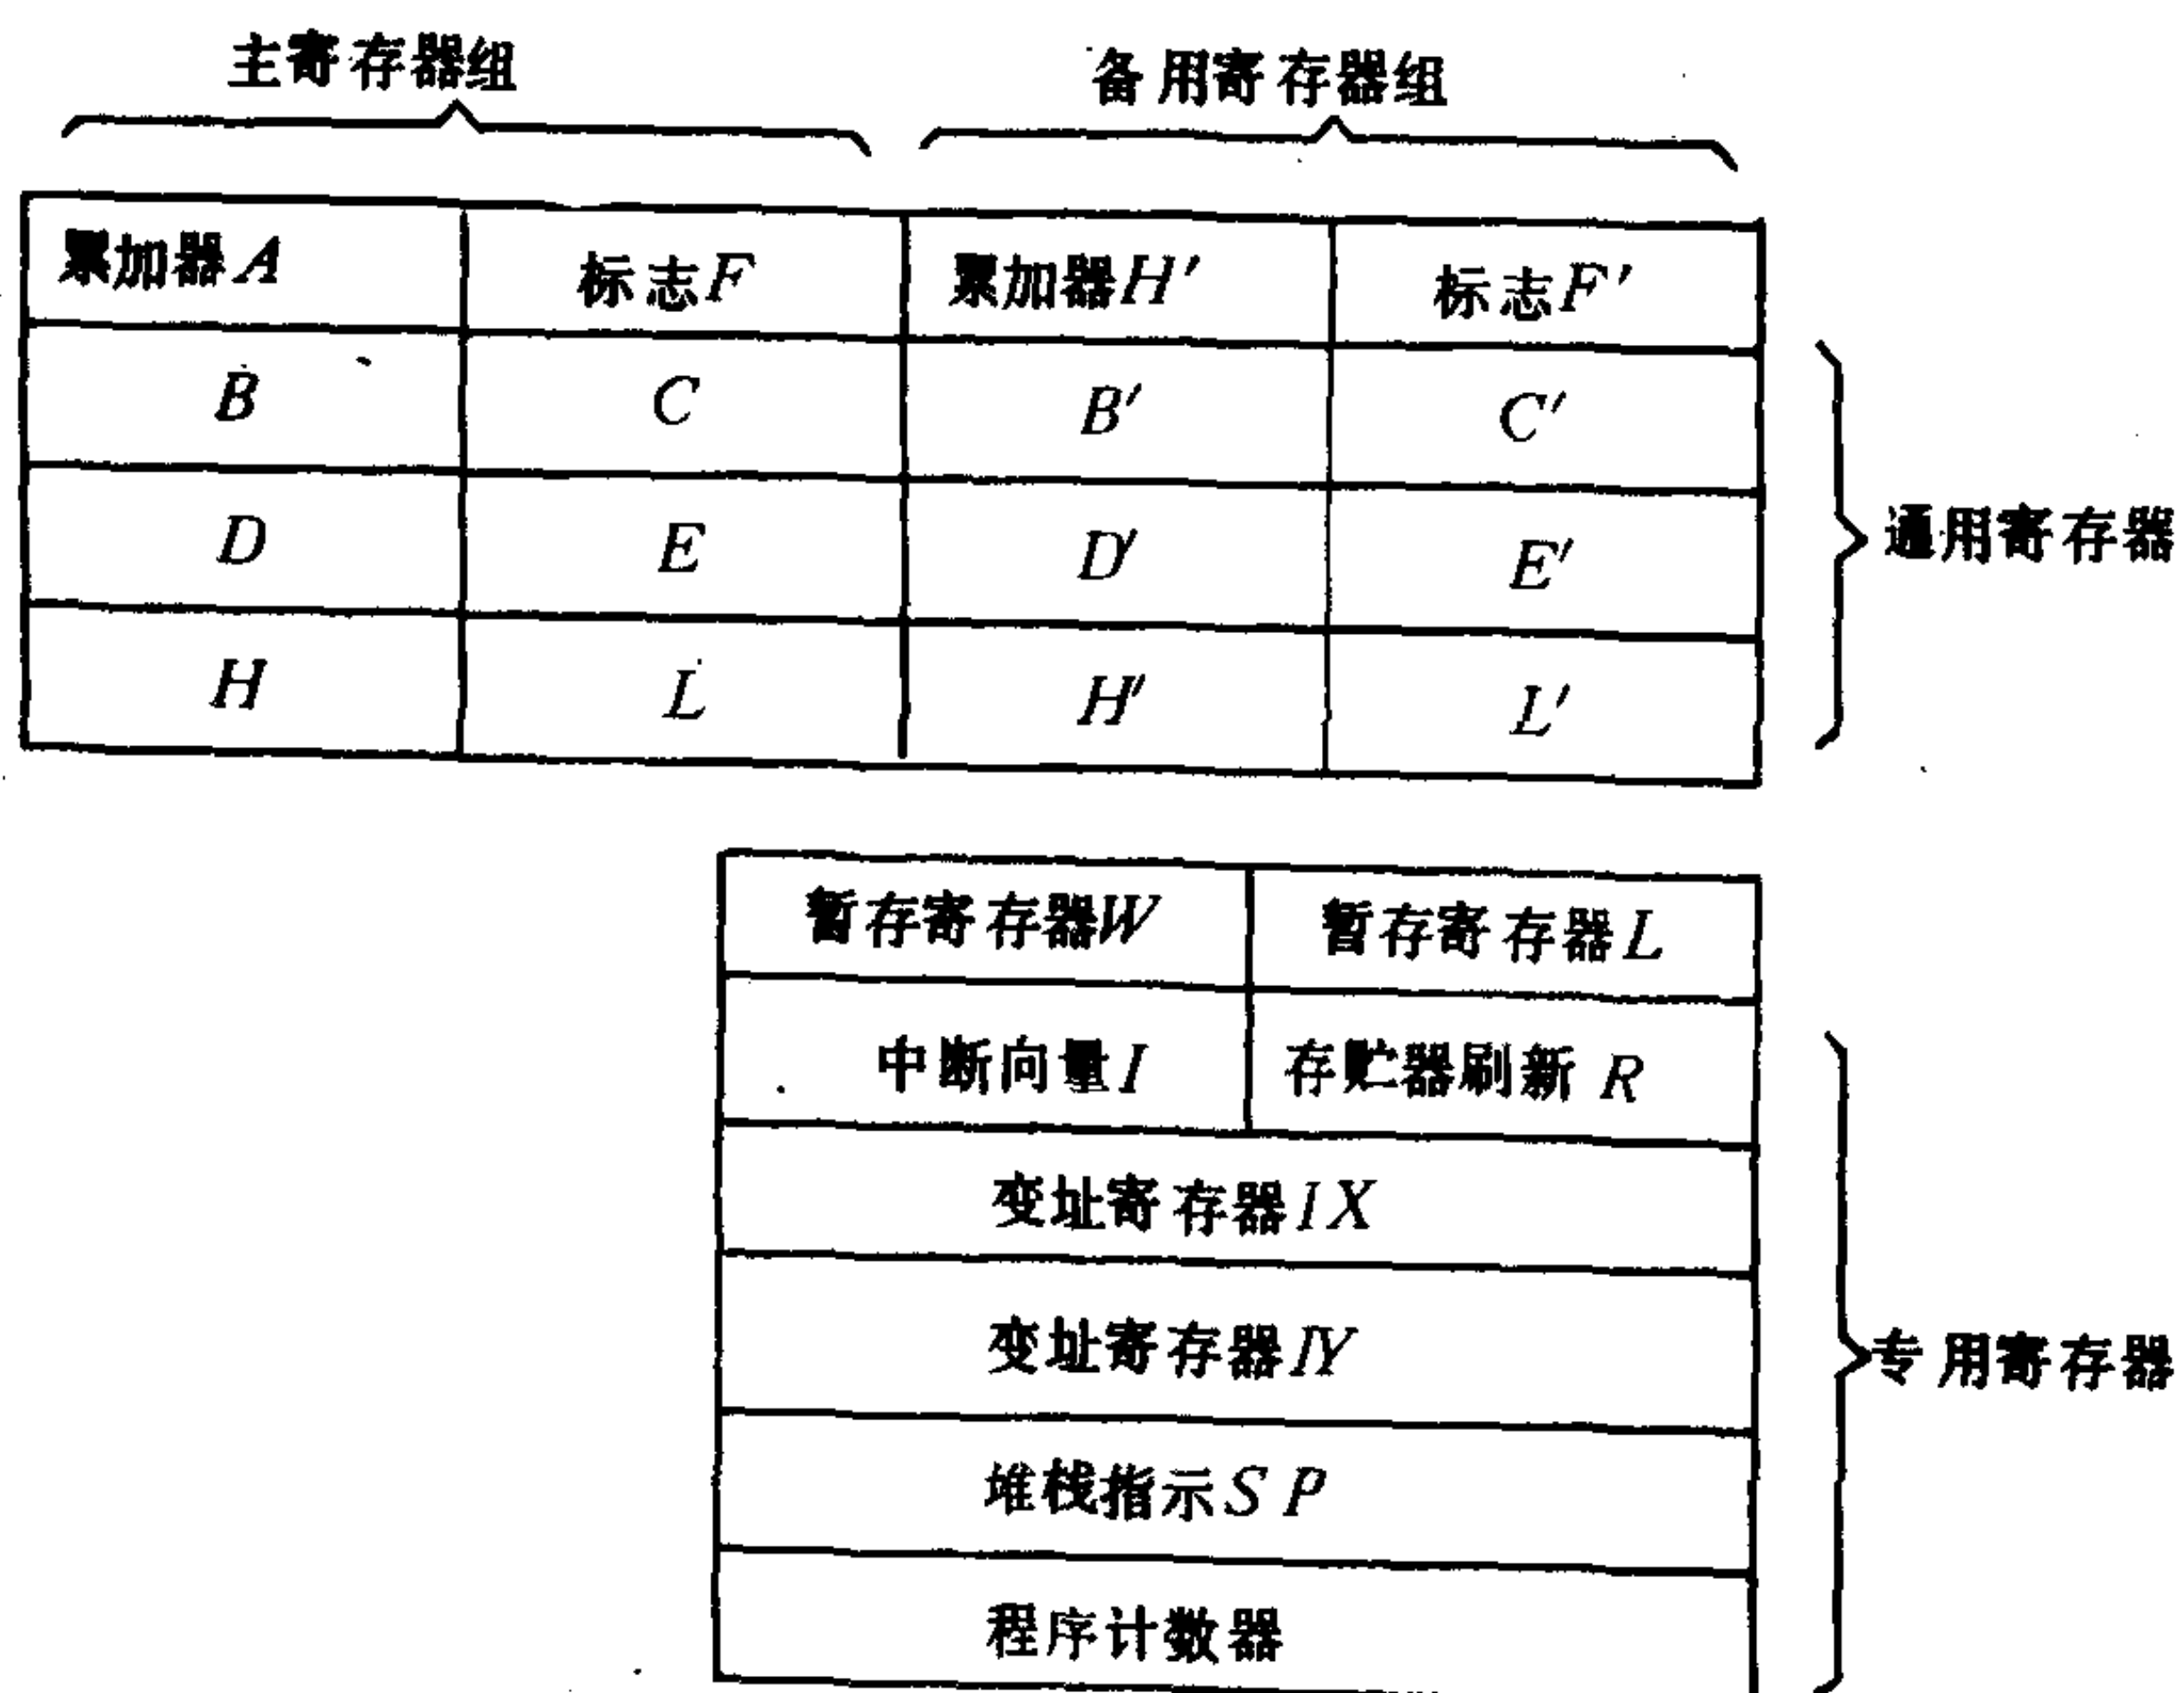 主寄存器组 备用寄存器组
累加器A 标志F 累加器H′ 标志F′
B C B′ C′
D E D′ E′
通用寄存器
H L H′ L′
暂存寄存器W 暂存寄存器L
中断向量I 存贮器刷新 R
变址寄存器IX
变址寄存器IY
专用寄存器
堆栈指示SP
程序计数器